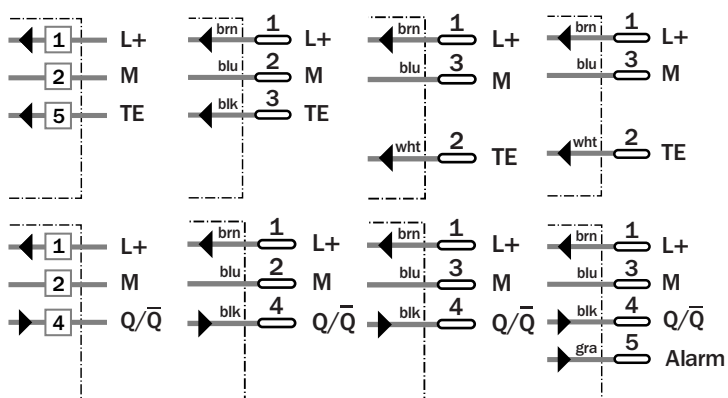 1 L+
2 M
5 TE
brn 1 L+
blu 2 M
blk 3 TE
brn 1 L+
blu 3 M
wht 2 TE
brn 1 L+
blu 3 M
wht 2 TE
1 L+
2 M
4 Q/Q̅
brn 1 L+
blu 2 M
blk 4 Q/Q̅
brn 1 L+
blu 3 M
blk 4 Q/Q̅
brn 1 L+
blu 3 M
blk 4 Q/Q̅
gra 5 Alarm